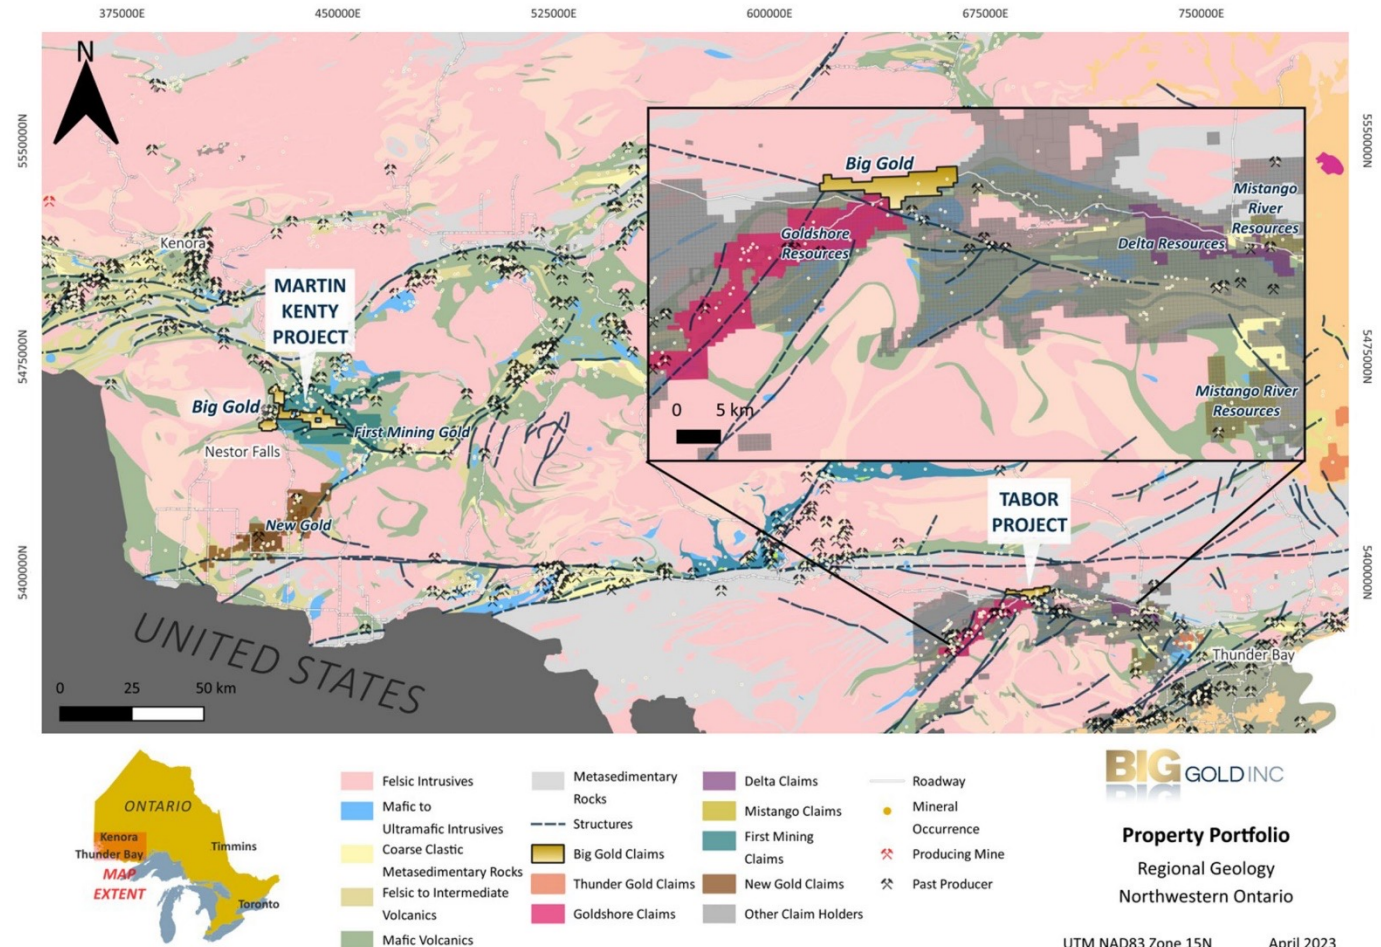 375000E 450000E 525000E 600000E 675000E 750000E
N
5550000N
5550000N
5475000N
5475000N
5400000N
5400000N
Kenora
MARTIN
KENTY
PROJECT
Big Gold
First Mining Gold
Nestor Falls
New Gold
UNITED STATES
0 25 50 km
Big Gold
Goldshore
Resources
Mistango
River
Resources
Delta Resources
Mistango River
Resources
0 5 km
TABOR
PROJECT
Thunder Bay
ONTARIO
Kenora
Thunder Bay
Timmins
MAP
EXTENT
Toronto
Felsic Intrusives
Mafic to
Ultramafic Intrusives
Coarse Clastic
Metasedimentary Rocks
Felsic to Intermediate
Volcanics
Mafic Volcanics
Metasedimentary
Rocks
Structures
Big Gold Claims
Thunder Gold Claims
Goldshore Claims
Delta Claims
Mistango Claims
First Mining
Claims
New Gold Claims
Other Claim Holders
Roadway
Mineral
Occurrence
Producing Mine
Past Producer
BIG GOLD INC
Property Portfolio
Regional Geology
Northwestern Ontario
UTM NAD83 Zone 15N April 2023